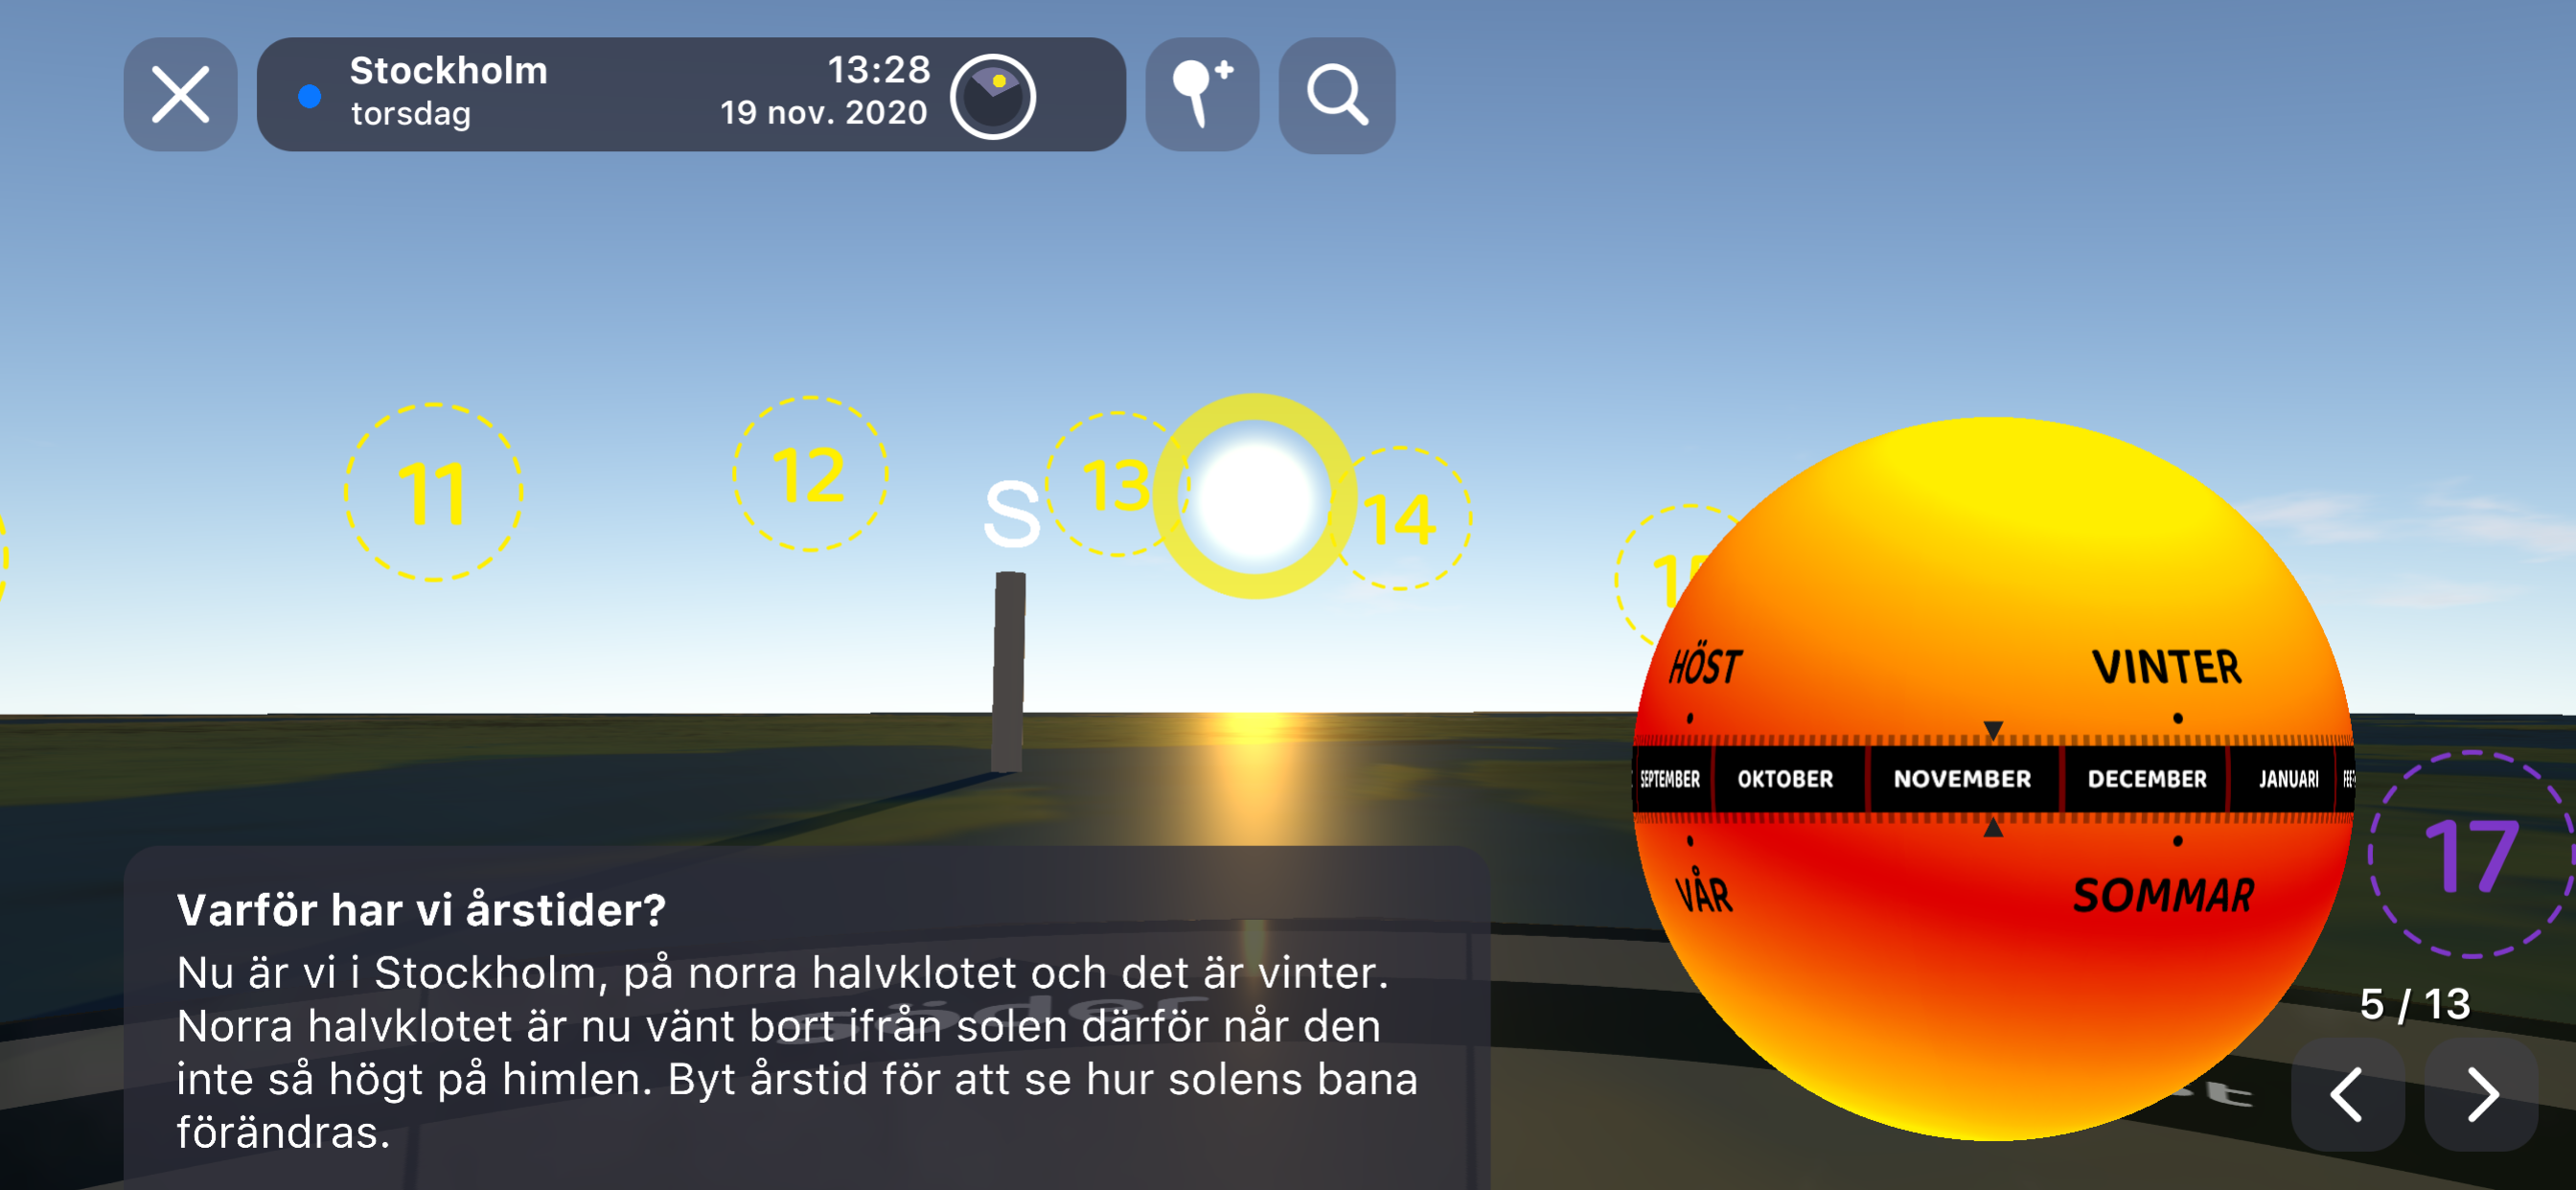 Stockholm
torsdag
13:28
19 nov. 2020
11
12
S
13
14
HÖST
VINTER
SEPTEMBER
OKTOBER
NOVEMBER
DECEMBER
JANUARI
VÅR
SOMMAR
17
söder
Varför har vi årstider?
Nu är vi i Stockholm, på norra halvklotet och det är vinter.
Norra halvklotet är nu vänt bort ifrån solen därför når den
inte så högt på himlen. Byt årstid för att se hur solens bana
förändras.
5 / 13